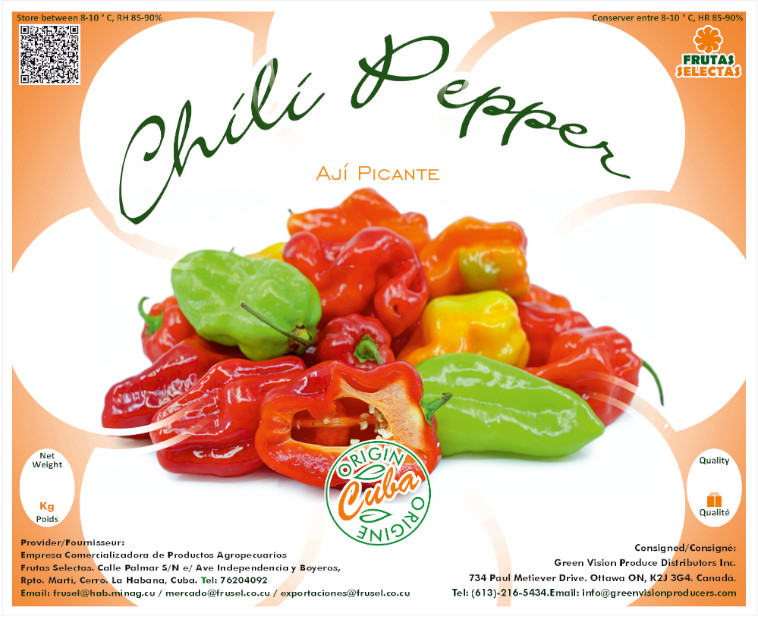 Store between 8-10 ° C, RH 85-90%
Conserver entre 8-10 ° C, HR 85-90%
FRUTAS
SELECTAS
Chili Pepper
Ají Picante
Net
Weight
Kg
Poids
Quality
Qualité
ORIGIN
Cuba
ORIGINE
Provider/Fournisseur:
Empresa Comercializadora de Productos Agropecuarios
Frutas Selectas. Calle Palmar S/N e/ Ave Independencia y Boyeros,
Rpto. Martí, Cerro. La Habana, Cuba. Tel: 76204092
Email: frusel@hab.minag.cu / mercado@frusel.co.cu / exportaciones@frusel.co.cu
Consigned/Consigné:
Green Vision Produce Distributors Inc.
734 Paul Metiever Drive. Ottawa ON, K2J 3G4. Canadá.
Tel: (613)-216-5434.Email: info@greenvisionproducers.com